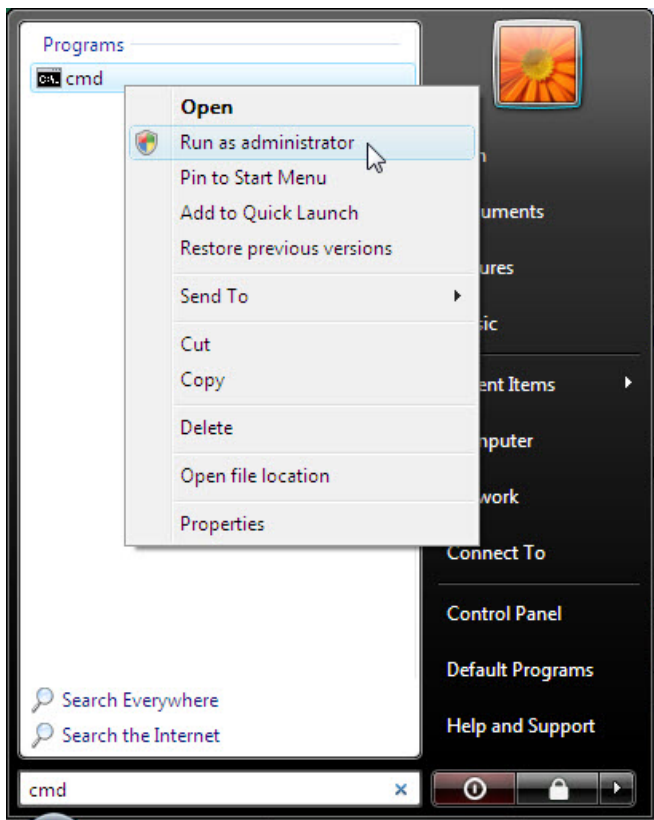 Programs
cmd
Open
Run as administrator
Pin to Start Menu
Add to Quick Launch
Restore previous versions
Send To
Cut
Copy
Delete
Open file location
Properties
uments
ures
sic
ent Items
mputer
work
Connect To
Control Panel
Default Programs
Help and Support
Search Everywhere
Search the Internet
cmd